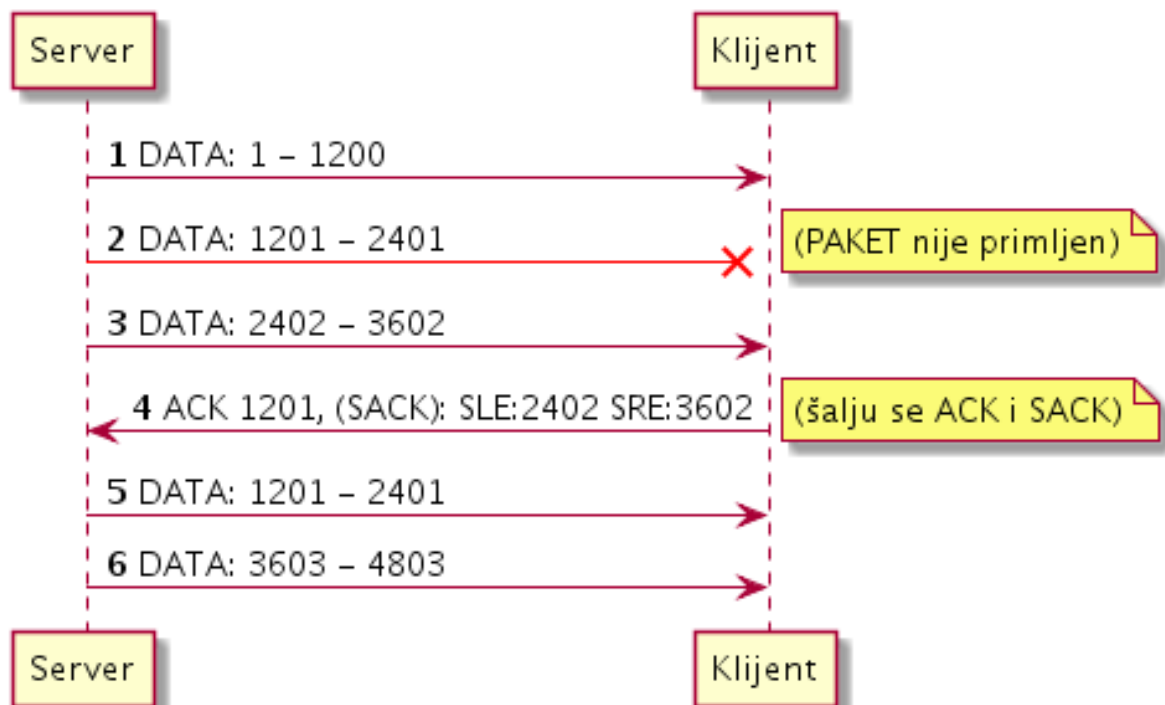 Server
Klijent
1 DATA: 1 – 1200
2 DATA: 1201 – 2401
(PAKET nije primljen)
3 DATA: 2402 – 3602
4 ACK 1201, (SACK): SLE:2402 SRE:3602
(šalju se ACK i SACK)
5 DATA: 1201 – 2401
6 DATA: 3603 – 4803
Server
Klijent